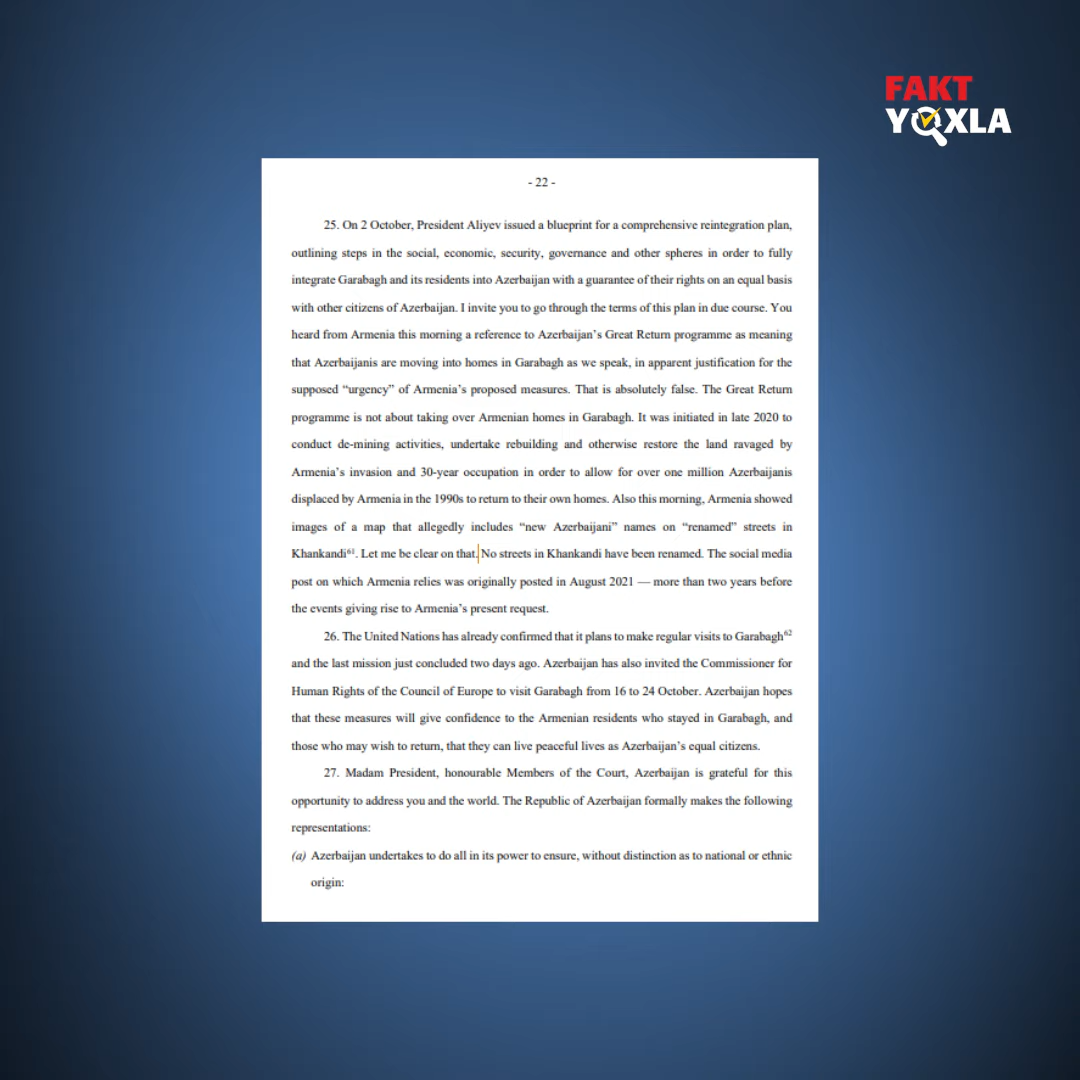 FAKT
YOXLA
- 22 -
25. On 2 October, President Aliyev issued a blueprint for a comprehensive reintegration plan,
outlining steps in the social, economic, security, governance and other spheres in order to fully
integrate Garabagh and its residents into Azerbaijan with a guarantee of their rights on an equal basis
with other citizens of Azerbaijan. I invite you to go through the terms of this plan in due course. You
heard from Armenia this morning a reference to Azerbaijan’s Great Return programme as meaning
that Azerbaijanis are moving into homes in Garabagh as we speak, in apparent justification for the
supposed “urgency” of Armenia’s proposed measures. That is absolutely false. The Great Return
programme is not about taking over Armenian homes in Garabagh. It was initiated in late 2020 to
conduct de-mining activities, undertake rebuilding and otherwise restore the land ravaged by
Armenia’s invasion and 30-year occupation in order to allow for over one million Azerbaijanis
displaced by Armenia in the 1990s to return to their own homes. Also this morning, Armenia showed
images of a map that allegedly includes “new Azerbaijani” names on “renamed” streets in
Khankandi⁶¹. Let me be clear on that. No streets in Khankandi have been renamed. The social media
post on which Armenia relies was originally posted in August 2021 — more than two years before
the events giving rise to Armenia’s present request.
26. The United Nations has already confirmed that it plans to make regular visits to Garabagh⁶²
and the last mission just concluded two days ago. Azerbaijan has also invited the Commissioner for
Human Rights of the Council of Europe to visit Garabagh from 16 to 24 October. Azerbaijan hopes
that these measures will give confidence to the Armenian residents who stayed in Garabagh, and
those who may wish to return, that they can live peaceful lives as Azerbaijan’s equal citizens.
27. Madam President, honourable Members of the Court, Azerbaijan is grateful for this
opportunity to address you and the world. The Republic of Azerbaijan formally makes the following
representations:
(a) Azerbaijan undertakes to do all in its power to ensure, without distinction as to national or ethnic
origin: